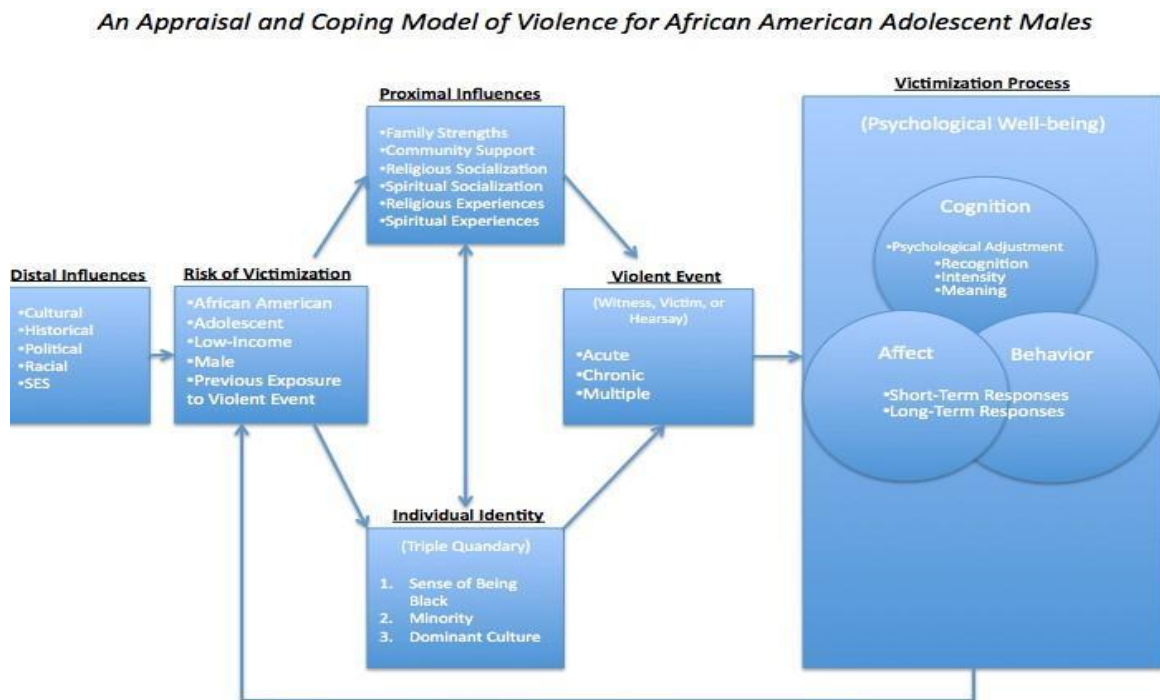 An Appraisal and Coping Model of Violence for African American Adolescent Males
Distal Influences
•Cultural
•Historical
•Political
•Racial
•SES
Risk of Victimization
•African American
•Adolescent
•Low-Income
•Male
•Previous Exposure
to Violent Event
Proximal Influences
•Family Strengths
•Community Support
•Religious Socialization
•Spiritual Socialization
•Religious Experiences
•Spiritual Experiences
Individual Identity
(Triple Quandary)
1. Sense of Being
Black
2. Minority
3. Dominant Culture
Violent Event
(Witness, Victim, or
Hearsay)
•Acute
•Chronic
•Multiple
Victimization Process
(Psychological Well-being)
Cognition
•Psychological Adjustment
•Recognition
•Intensity
•Meaning
Affect
Behavior
•Short-Term Responses
•Long-Term Responses